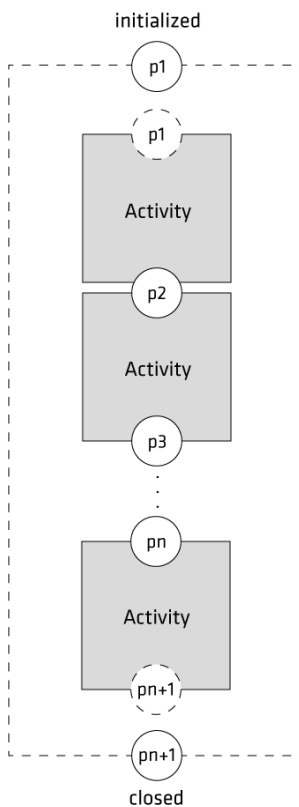 initialized
p1
p1
Activity
p2
Activity
p3
pn
Activity
pn+1
pn+1
closed